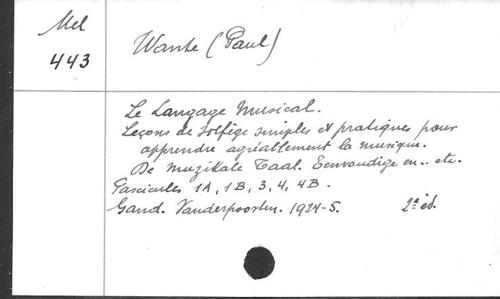 Mel
443
Wante (Paul)
Le Langage Musical.
Leçons de solfège simples et pratiques pour
apprendre agréablement la musique.
De Muzikale Taal. Eenvoudige en.. etc.
Fascicules 1A, 1B, 3, 4, 4B.
Gand. Vanderpoorten. 1924-5. 2e éd.